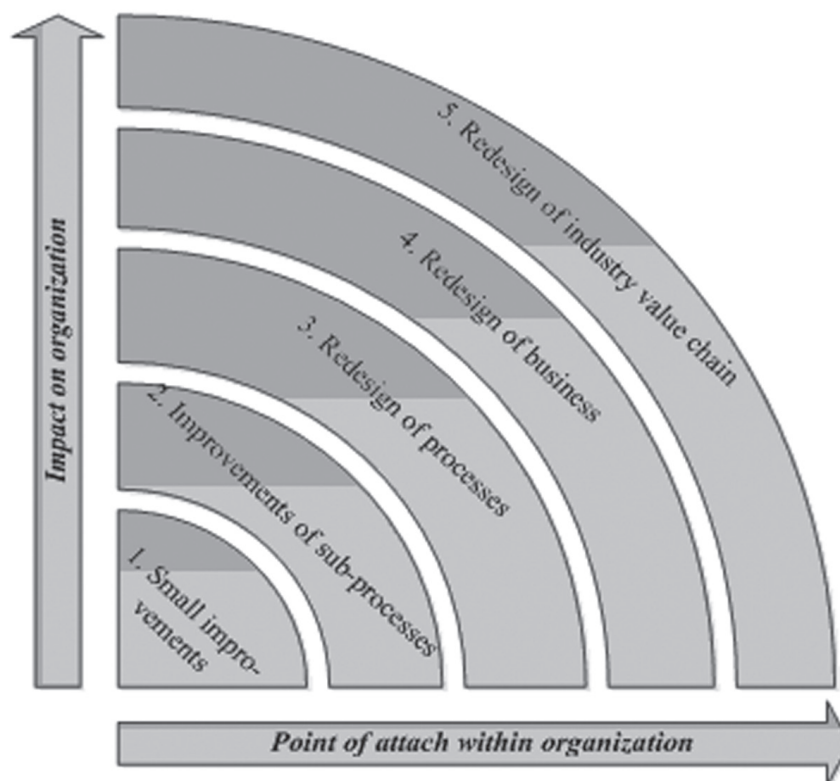 5. Redesign of industry value chain
4. Redesign of business
3. Redesign of processes
2. Improvements of sub-processes
1. Small impro-
vements
Impact on organization
Point of attach within organization